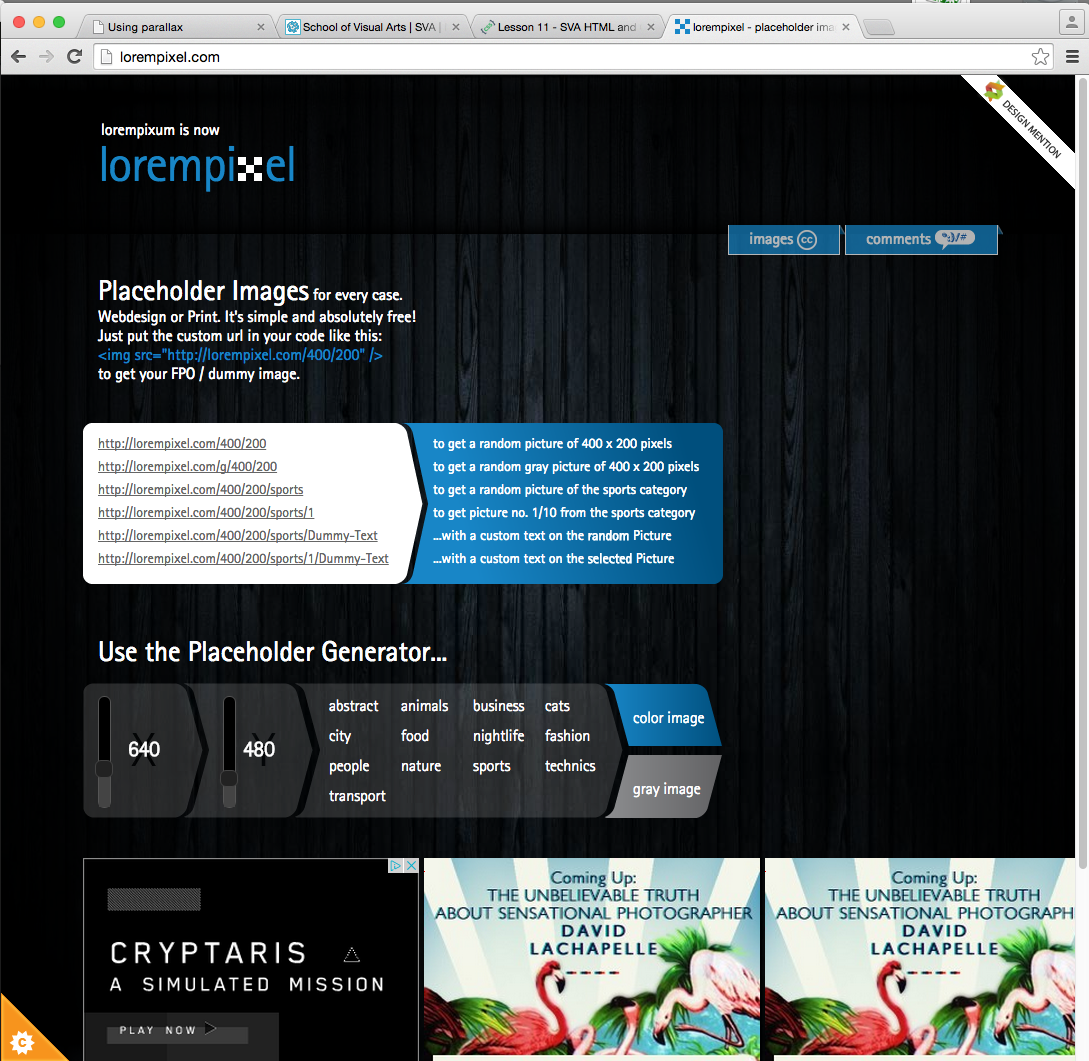 Using parallax
School of Visual Arts | SVA |
Lesson 11 - SVA HTML and
lorempixel - placeholder ima
lorempixel.com
DESIGN MENTION
lorempixum is now
lorempixel
images cc
comments
Placeholder Images for every case.
Webdesign or Print. It's simple and absolutely free!
Just put the custom url in your code like this:
<img src="http://lorempixel.com/400/200" />
to get your FPO / dummy image.
http://lorempixel.com/400/200 to get a random picture of 400 x 200 pixels
http://lorempixel.com/g/400/200 to get a random gray picture of 400 x 200 pixels
http://lorempixel.com/400/200/sports to get a random picture of the sports category
http://lorempixel.com/400/200/sports/1 to get picture no. 1/10 from the sports category
http://lorempixel.com/400/200/sports/Dummy-Text ...with a custom text on the random Picture
http://lorempixel.com/400/200/sports/1/Dummy-Text ...with a custom text on the selected Picture
Use the Placeholder Generator...
X 640
Y 480
abstract animals business cats
city food nightlife fashion
people nature sports technics
transport
color image
gray image
CRYPTARIS
A SIMULATED MISSION
PLAY NOW
Coming Up:
THE UNBELIEVABLE TRUTH
ABOUT SENSATIONAL PHOTOGRAPHER
DAVID
LACHAPELLE
Coming Up:
THE UNBELIEVABLE TRUTH
ABOUT SENSATIONAL PHOTOGRAPH
DAVID
LACHAPELLE
C